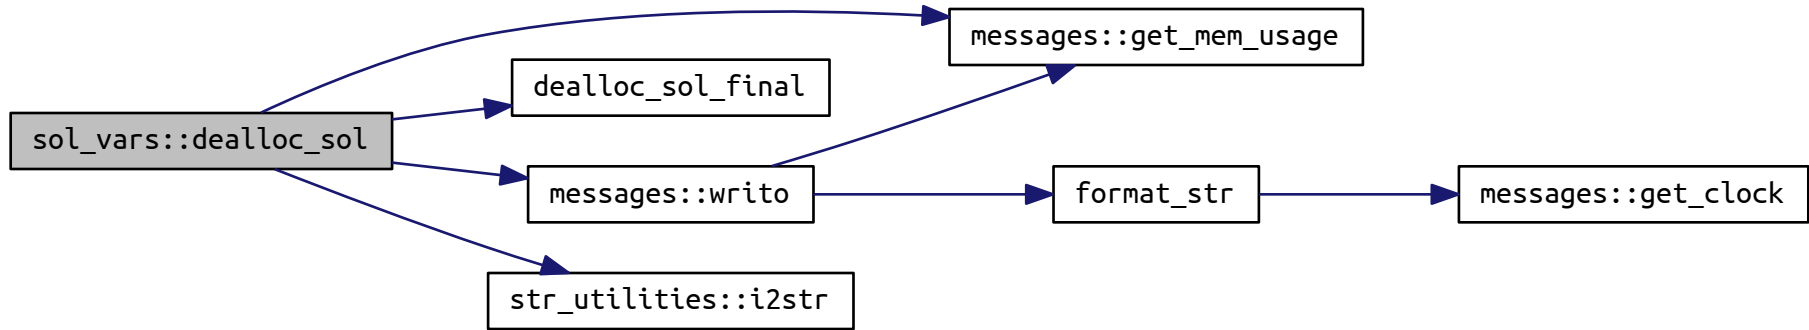 messages::get_mem_usage
dealloc_sol_final
sol_vars::dealloc_sol
messages::writo
format_str
messages::get_clock
str_utilities::i2str